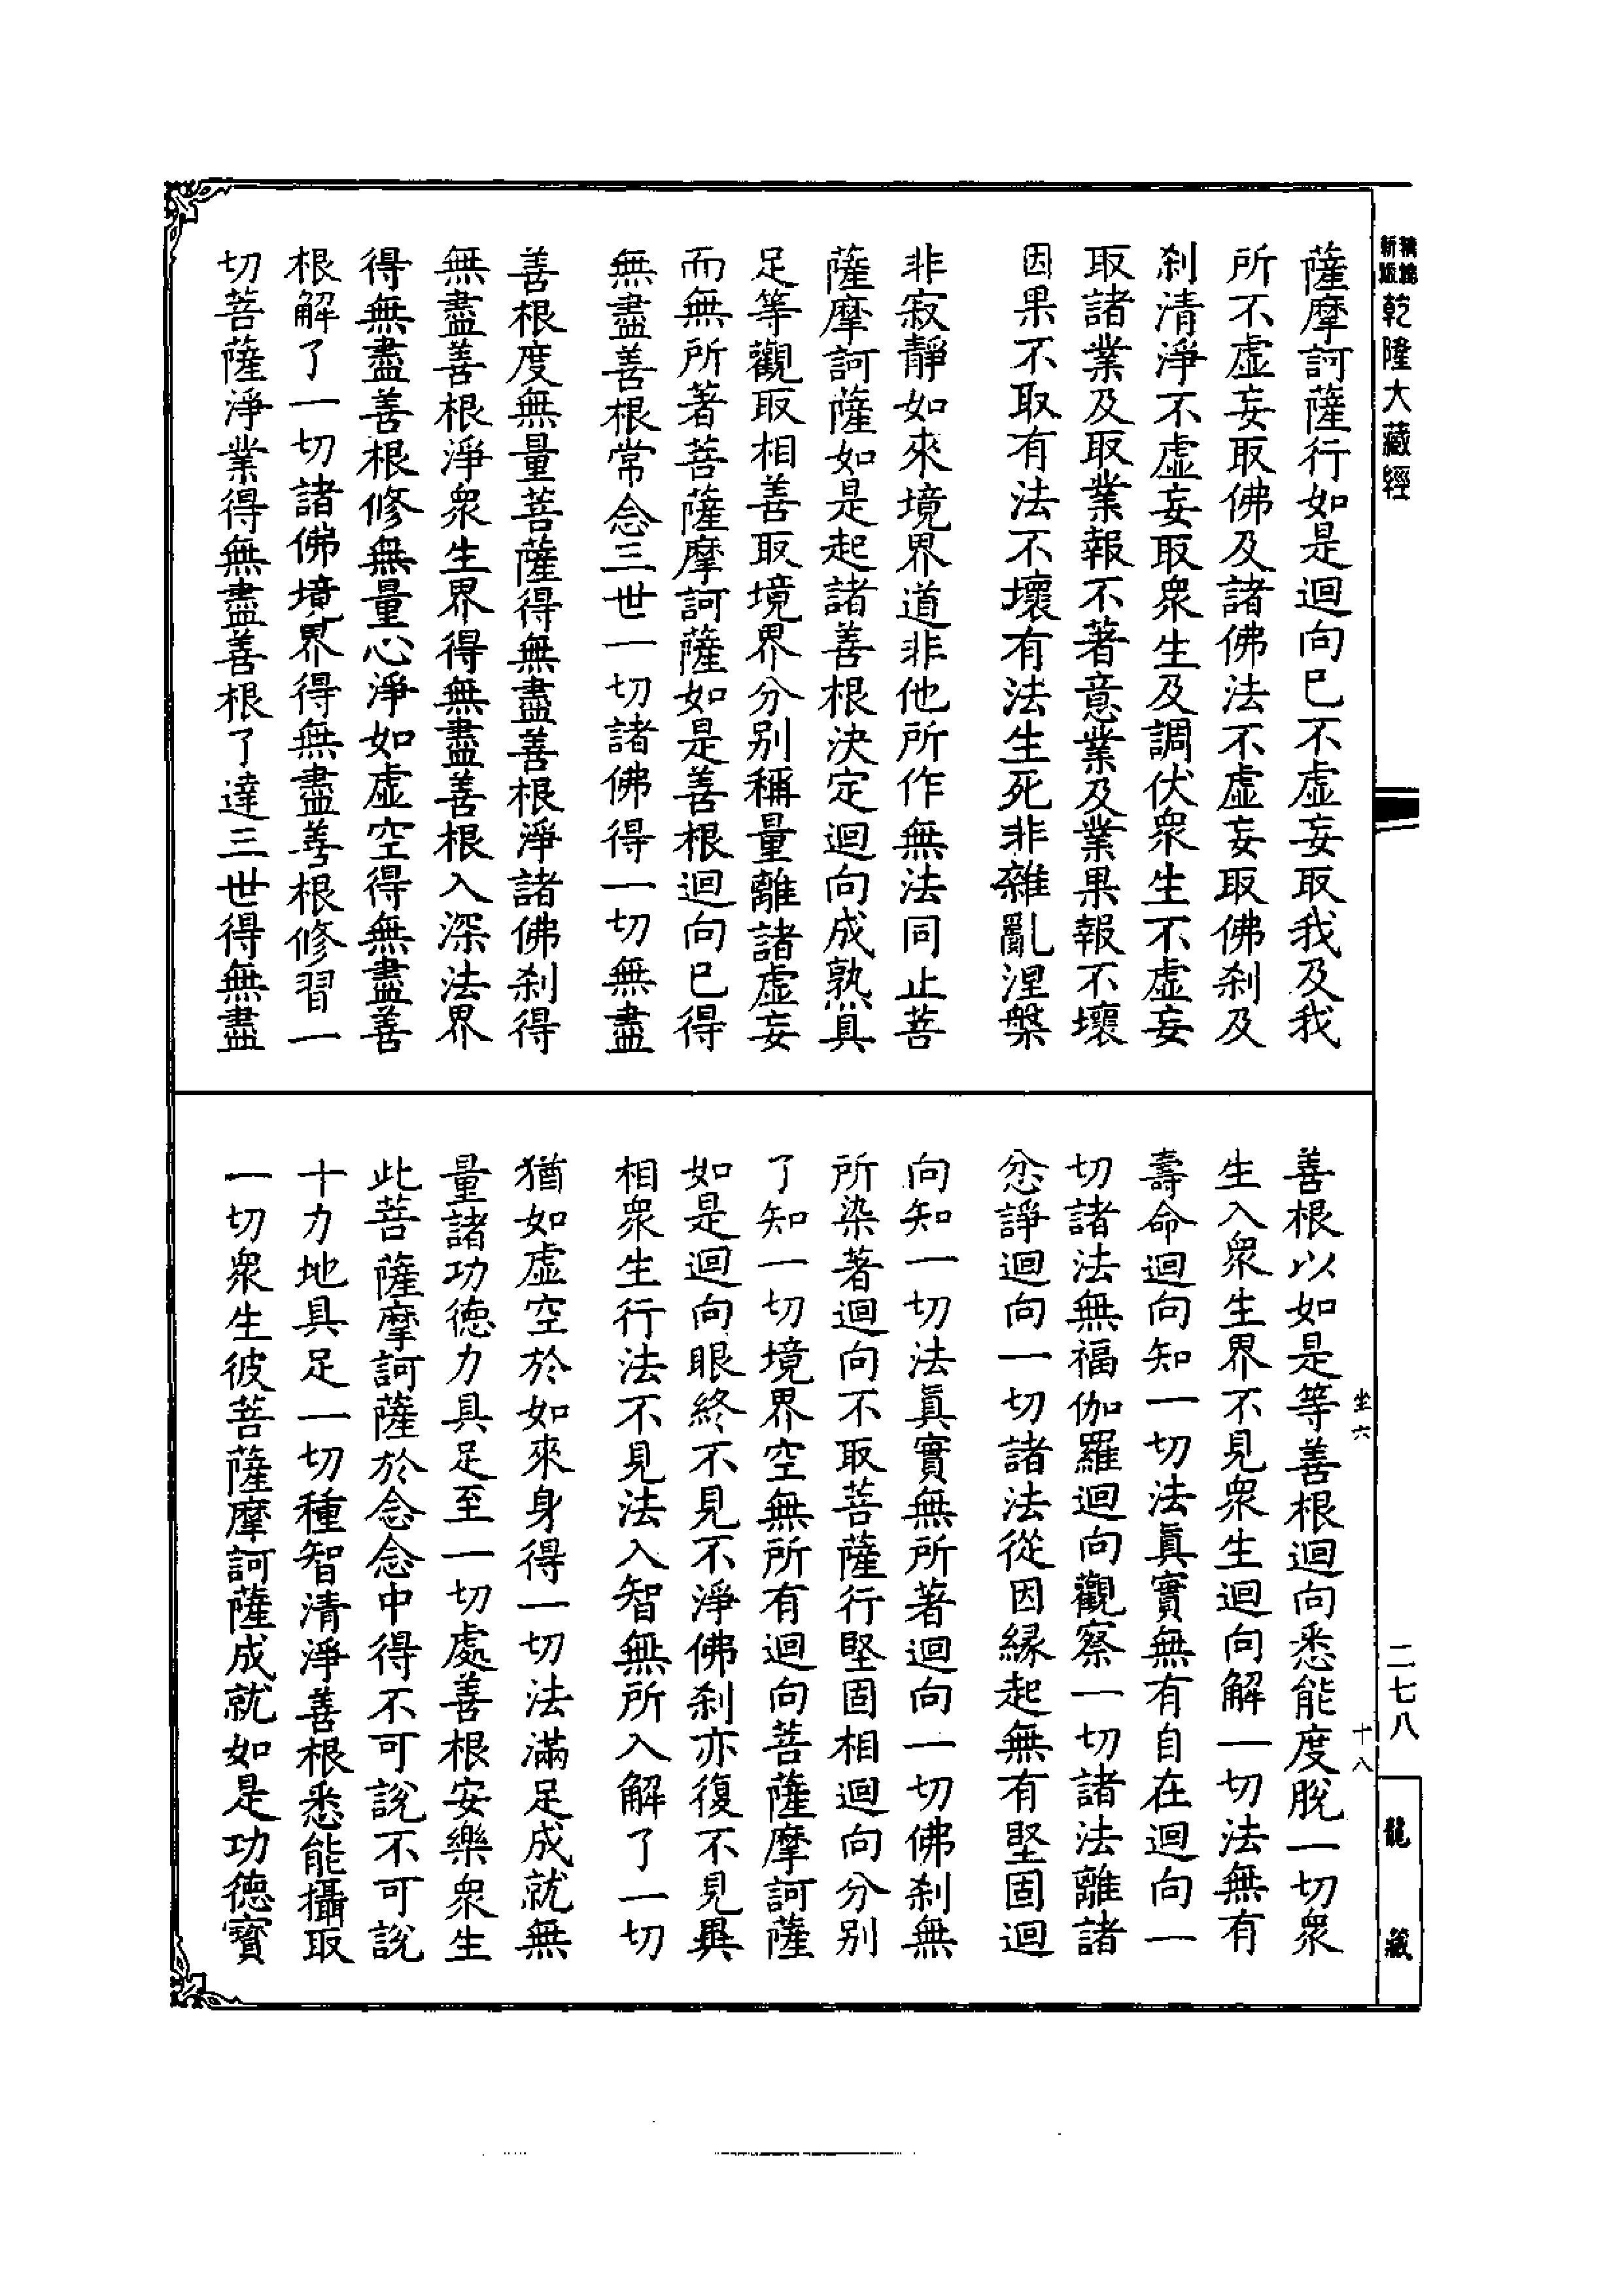 新版
乾隆大藏經
薩摩訶薩行如是迴向已不虛妄取我及我
所不虛妄取佛及諸佛法不虛妄取佛剎及
剎清淨不虛妄取衆生及調伏衆生不虛妄
取諸業及取業報不著意業及業果報不壞
因果不取有法不壞有法生死非雜亂涅槃
非寂靜如來境界道非他所作無法同止菩
薩摩訶薩如是起諸善根決定迴向成熟具
足等觀取相善取境界分別稱量離諸虛妄
而無所著菩薩摩訶薩如是善根迴向已得
無盡善根常念三世一切諸佛得一切無盡
善根度無量菩薩得無盡善根淨諸佛剎得
無盡善根淨衆生界得無盡善根入深法界
得無盡善根修無量心淨如虛空得無盡善
根解了一切諸佛境界得無盡善根修習一
切菩薩淨業得無盡善根了達三世得無盡
善根以如是等善根迴向悉能度脫一切衆
生入衆生界不見衆生迴向解一切法無有
壽命迴向知一切法眞實無有自在迴向一
切諸法無福伽羅迴向觀察一切諸法離諸
忿諍迴向一切諸法從因緣起無有堅固迴
向知一切法眞實無所著迴向一切佛剎無
所染著迴向不取菩薩行堅固相迴向分別
了知一切境界空無所有迴向菩薩摩訶薩
如是迴向眼終不見不淨佛剎亦復不見異
相衆生行法不見法入智無所入解了一切
猶如虛空於如來身得一切法滿足成就無
量諸功德力具足至一切處善根安樂衆生
此菩薩摩訶薩於念念中得不可說不可說
十力地具足一切種智清淨善根悉能攝取
一切衆生彼菩薩摩訶薩成就如是功德寶
坐六
十八
二七八
龍藏